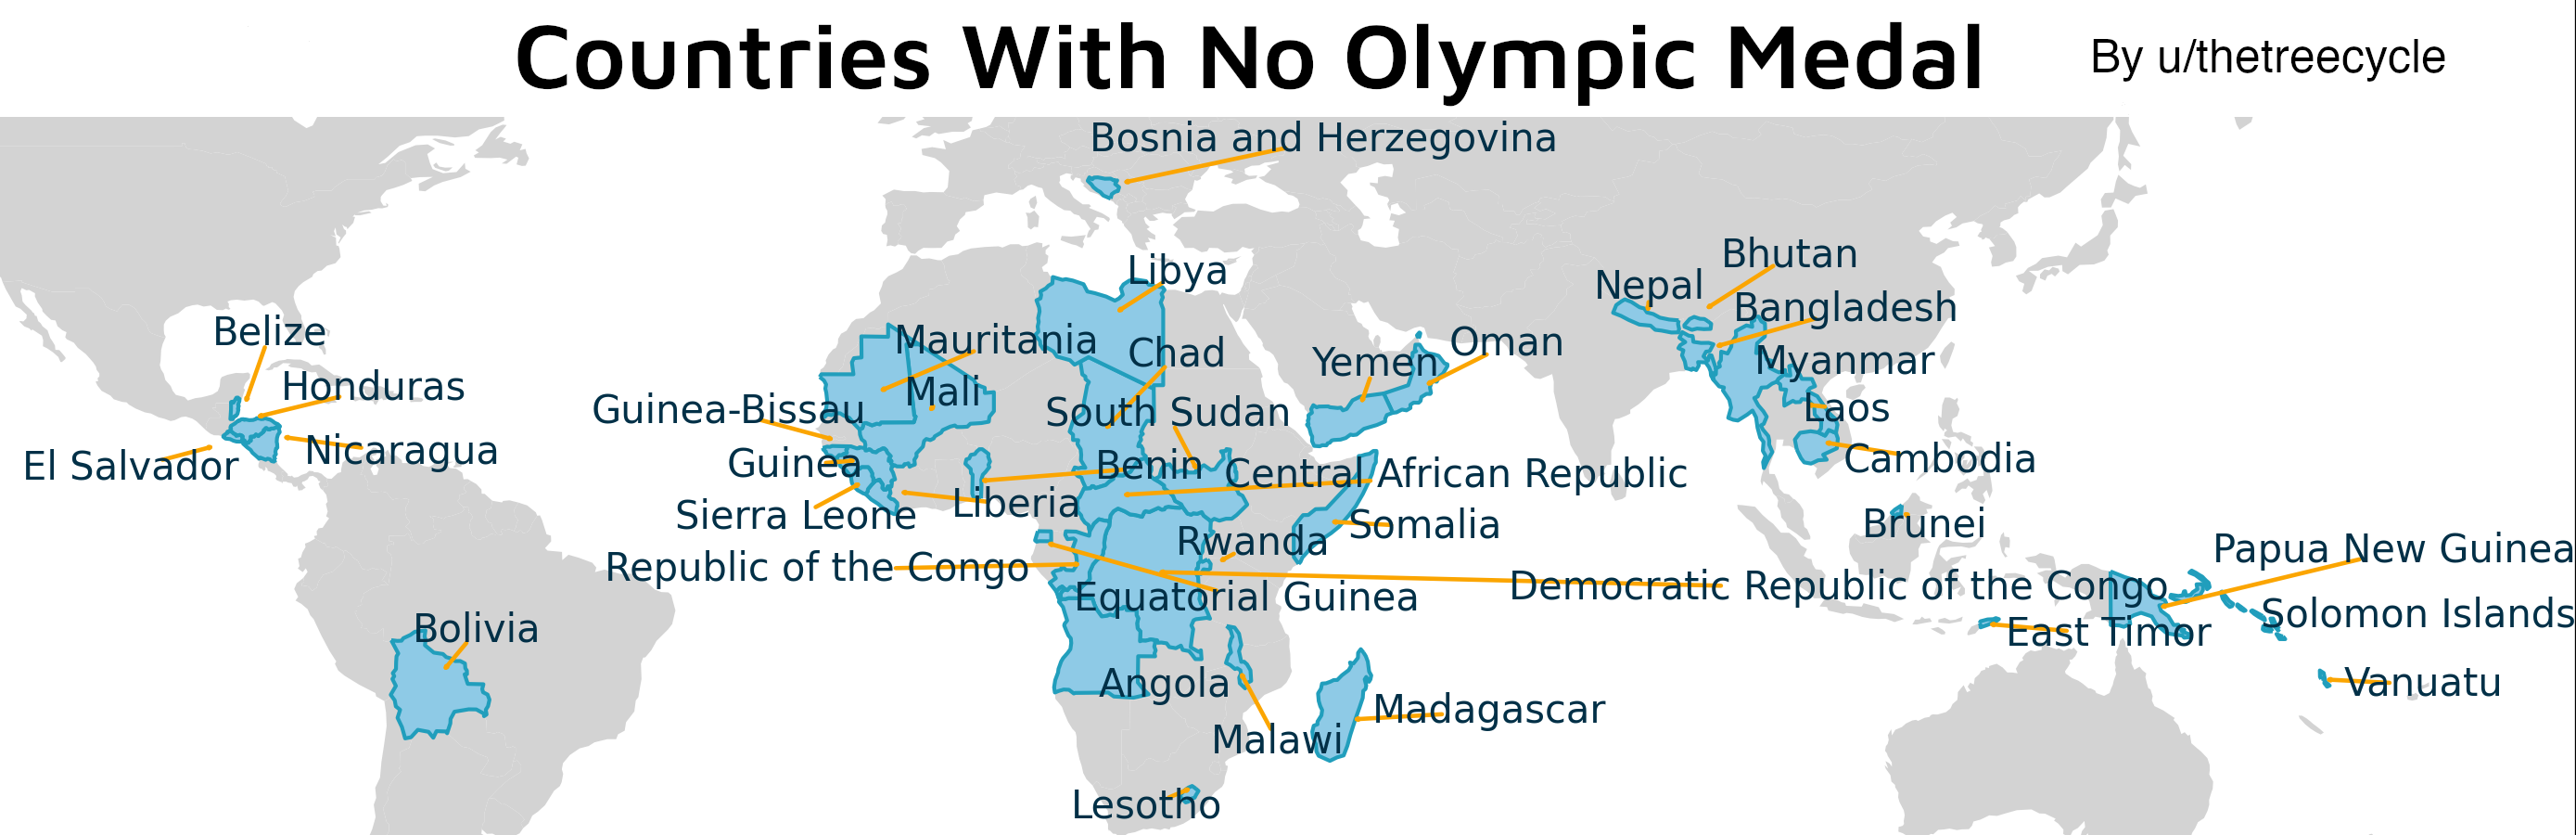 Countries With No Olympic Medal
By u/thetreecycle
Bosnia and Herzegovina
Bhutan
Libya
Nepal
Bangladesh
Belize
Mauritania
Chad
Yemen
Oman
Myanmar
Honduras
Mali
Guinea-Bissau
South Sudan
Laos
Nicaragua
El Salvador
Guinea
Benin
Central African Republic
Cambodia
Sierra Leone
Liberia
Somalia
Brunei
Rwanda
Papua New Guinea
Republic of the Congo
Democratic Republic of the Congo
Equatorial Guinea
Solomon Islands
Bolivia
East Timor
Angola
Vanuatu
Madagascar
Malawi
Lesotho